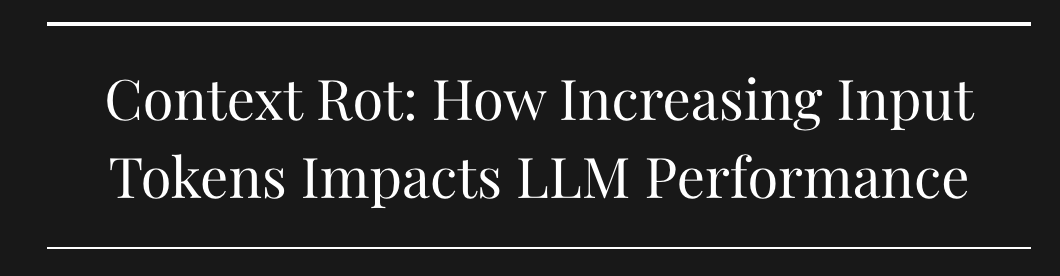 Context Rot: How Increasing Input
Tokens Impacts LLM Performance